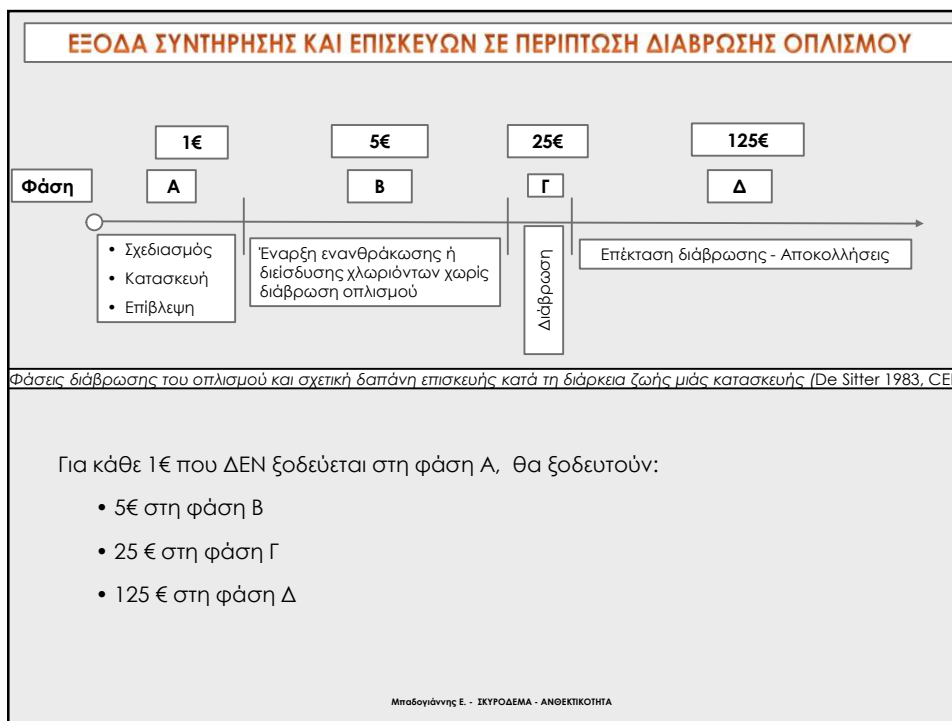 ΕΞΟΔΑ ΣΥΝΤΗΡΗΣΗΣ ΚΑΙ ΕΠΙΣΚΕΥΩΝ ΣΕ ΠΕΡΙΠΤΩΣΗ ΔΙΑΒΡΩΣΗΣ ΟΠΛΙΣΜΟΥ
1€ 5€ 25€ 125€
Φάση Α Β Γ Δ
• Σχεδιασμός
• Κατασκευή
• Επίβλεψη
Έναρξη ενανθράκωσης ή
διείσδυσης χλωριόντων χωρίς
διάβρωση οπλισμού
Διάβρωση
Επέκταση διάβρωσης - Αποκολλήσεις
Φάσεις διάβρωσης του οπλισμού και σχετική δαπάνη επισκευής κατά τη διάρκεια ζωής μιάς κατασκευής (De Sitter 1983,
Για κάθε 1€ που ΔΕΝ ξοδεύεται στη φάση Α, θα ξοδευτούν:
• 5€ στη φάση Β
• 25 € στη φάση Γ
• 125 € στη φάση Δ
Μπαδογιάννης Ε. - ΣΚΥΡΟΔΕΜΑ - ΑΝΘΕΚΤΙΚΟΤΗΤΑ